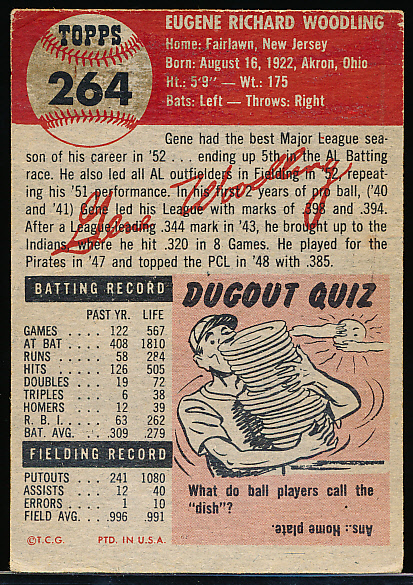 TOPPS
264
EUGENE RICHARD WOODLING
Home: Fairlawn, New Jersey
Born: August 16, 1922, Akron, Ohio
Ht.: 5'9" — Wt.: 175
Bats: Left — Throws: Right
Gene had the best Major League sea-
son of his career in '52 . . . ending up 5th in the AL Batting
race. He also led all AL outfielders in Fielding in '52, repeat-
ing his '51 performance. In his first 2 years of pro ball, ('40
and '41) Gene led his League with marks of .398 and .394.
After a League leading .344 mark in '43, he brought up to the
Indians, where he hit .320 in 8 Games. He played for the
Pirates in '47 and topped the PCL in '48 with .385.
Gene Woodling
BATTING RECORD
PAST YR. LIFE
GAMES 122 567
AT BAT 408 1810
RUNS 58 284
HITS 126 505
DOUBLES 19 72
TRIPLES 6 38
HOMERS 12 39
R. B. I. 63 262
BAT. AVG. .309 .279
FIELDING RECORD
PUTOUTS 241 1080
ASSISTS 12 40
ERRORS 1 10
FIELD AVG. .996 .991
©T.C.G. PTD. IN U.S.A.
DUGOUT QUIZ
What do ball players call the
"dish"?
Ans.: Home plate.